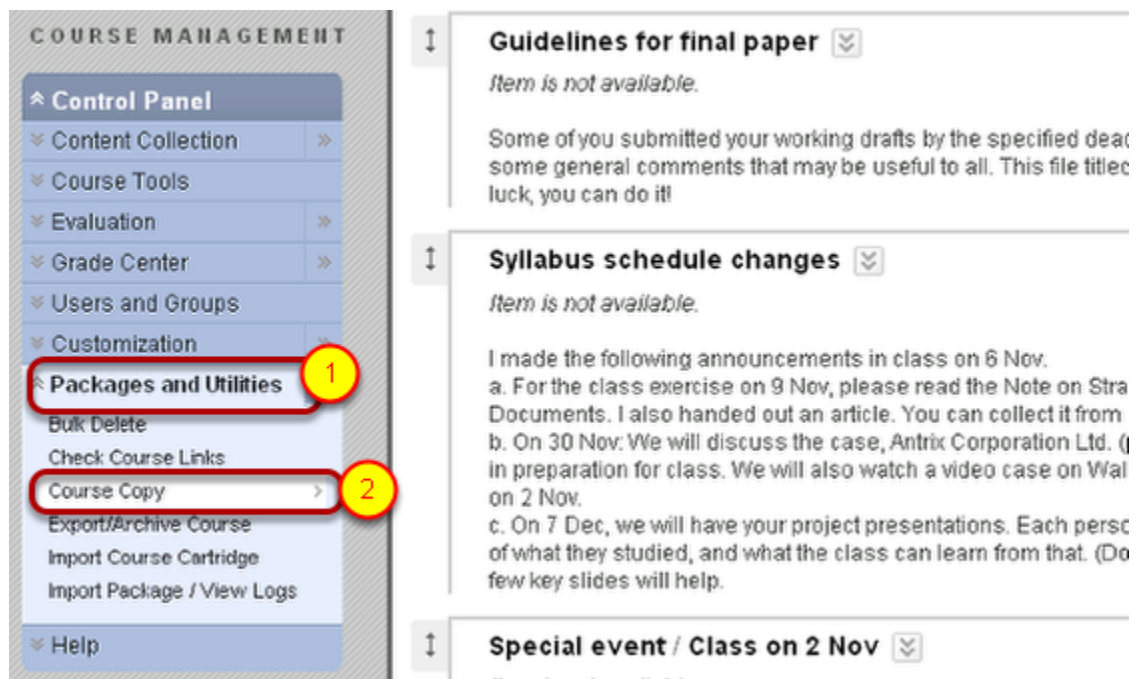 COURSE MANAGEMENT
Control Panel
Content Collection
Course Tools
Evaluation
Grade Center
Users and Groups
Customization
Packages and Utilities
1
Bulk Delete
Check Course Links
Course Copy
2
Export/Archive Course
Import Course Cartridge
Import Package / View Logs
Help
Guidelines for final paper
Item is not available.
Some of you submitted your working drafts by the specified
some general comments that may be useful to all. This file
luck, you can do it!
Syllabus schedule changes
Item is not available.
I made the following announcements in class on 6 Nov.
a. For the class exercise on 9 Nov, please read the Note on
Documents. I also handed out an article. You can collect it from
b. On 30 Nov: We will discuss the case, Antrix Corporation Ltd.
in preparation for class. We will also watch a video case on
on 2 Nov.
c. On 7 Dec, we will have your project presentations. Each
of what they studied, and what the class can learn from that.
few key slides will help.
Special event / Class on 2 Nov